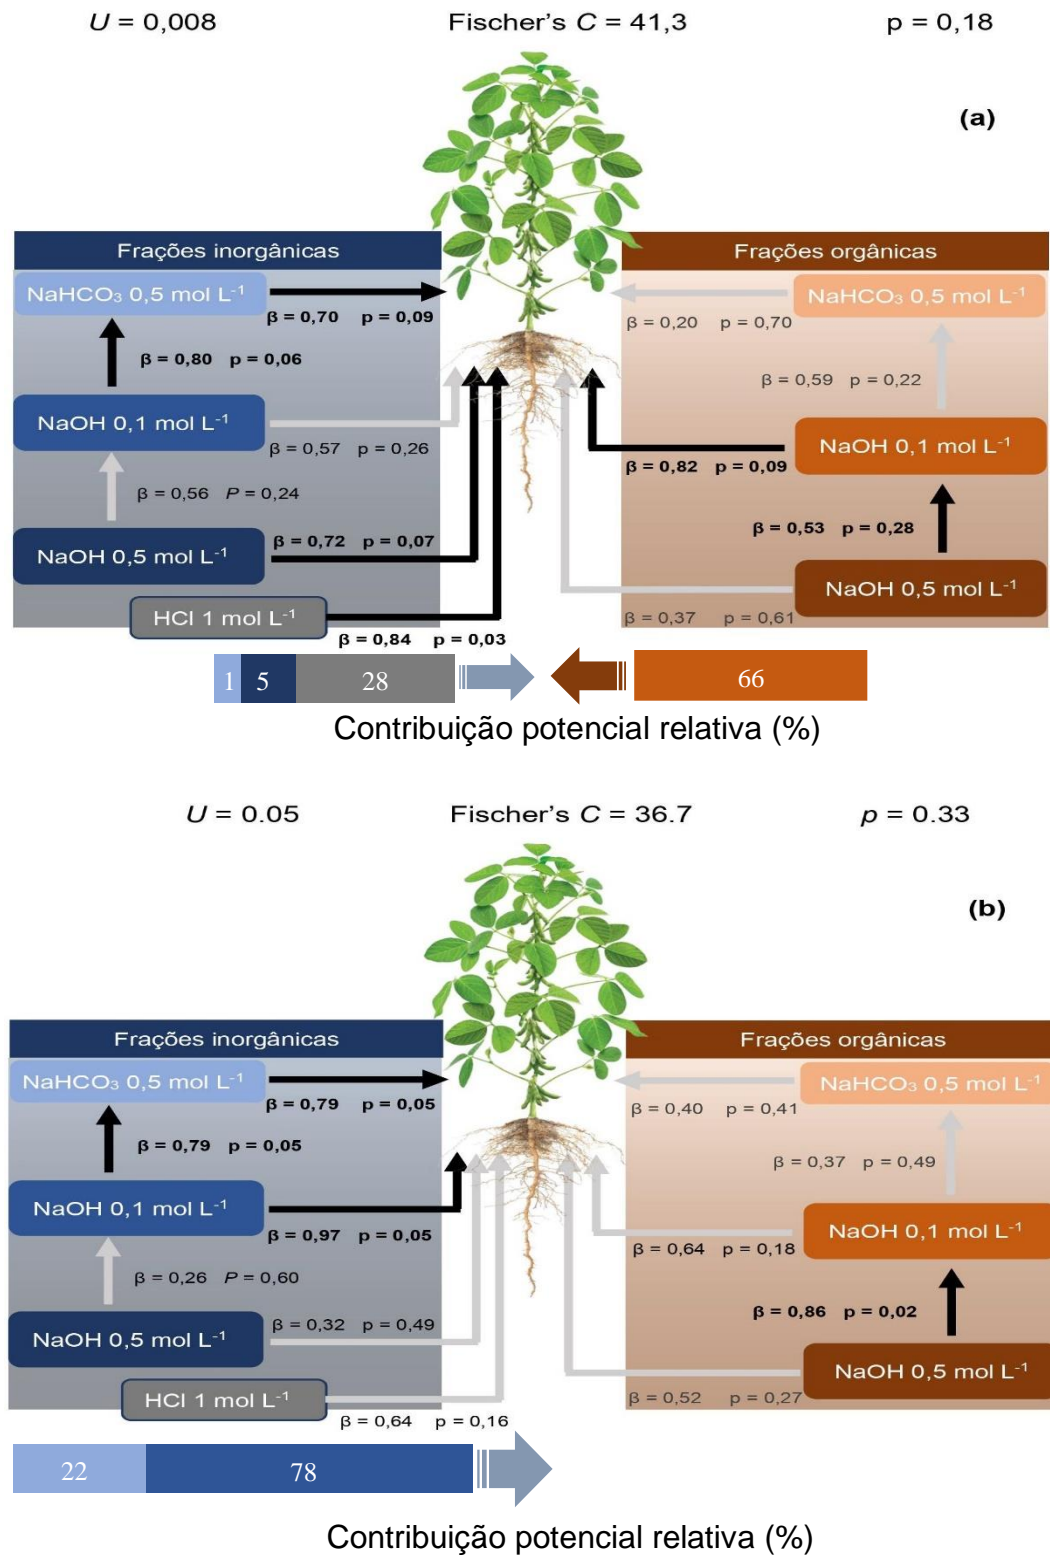 U = 0,008 Fischer's C = 41,3 p = 0,18
(a)
Frações inorgânicas Frações orgânicas
NaHCO₃ 0,5 mol L⁻¹ NaHCO₃ 0,5 mol L⁻¹
β = 0,70 p = 0,09 β = 0,20 p = 0,70
β = 0,80 p = 0,06 β = 0,59 p = 0,22
NaOH 0,1 mol L⁻¹ NaOH 0,1 mol L⁻¹
β = 0,57 p = 0,26 β = 0,82 p = 0,09
β = 0,56 P = 0,24 β = 0,53 p = 0,28
NaOH 0,5 mol L⁻¹ β = 0,72 p = 0,07 NaOH 0,5 mol L⁻¹
HCl 1 mol L⁻¹ β = 0,37 p = 0,61
β = 0,84 p = 0,03
1 5 28 66
Contribuição potencial relativa (%)
U = 0.05 Fischer's C = 36.7 p = 0.33
(b)
Frações inorgânicas Frações orgânicas
NaHCO₃ 0,5 mol L⁻¹ NaHCO₃ 0,5 mol L⁻¹
β = 0,79 p = 0,05 β = 0,40 p = 0,41
β = 0,79 p = 0,05 β = 0,37 p = 0,49
NaOH 0,1 mol L⁻¹ NaOH 0,1 mol L⁻¹
β = 0,97 p = 0,05 β = 0,64 p = 0,18
β = 0,26 P = 0,60 β = 0,86 p = 0,02
β = 0,32 p = 0,49
NaOH 0,5 mol L⁻¹ NaOH 0,5 mol L⁻¹
HCl 1 mol L⁻¹ β = 0,52 p = 0,27
β = 0,64 p = 0,16
22 78
Contribuição potencial relativa (%)